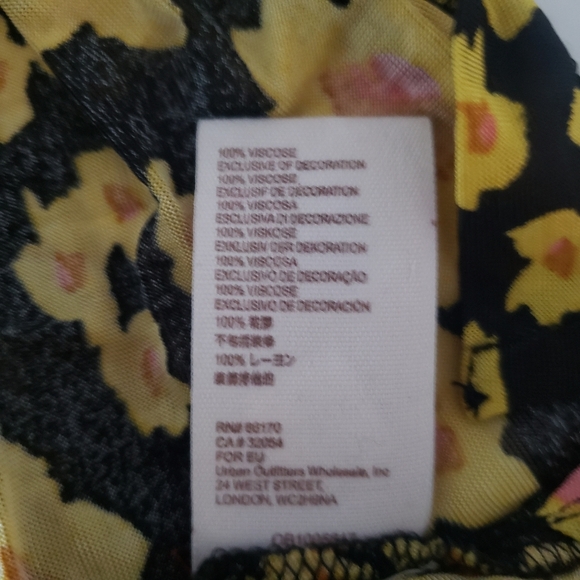 100% VISCOSE
EXCLUSIVE OF DECORATION
100% VISCOSE
EXCLUSIF DE DÉCORATION
100% VISCOSA
ESCLUSIVA DI DECORAZIONE
100% VISKOSE
EXKLUSIV DER DEKORATION
100% VISCOSA
EXCLUSIVO DE DECORAÇÃO
100% VISCOSE
EXCLUSIVO DE DECORACIÓN
100%
100% レーヨン
RN# 66170
CA # 32054
FOR EU
Urban Outfitters Wholesale, Inc
24 WEST STREET,
LONDON,